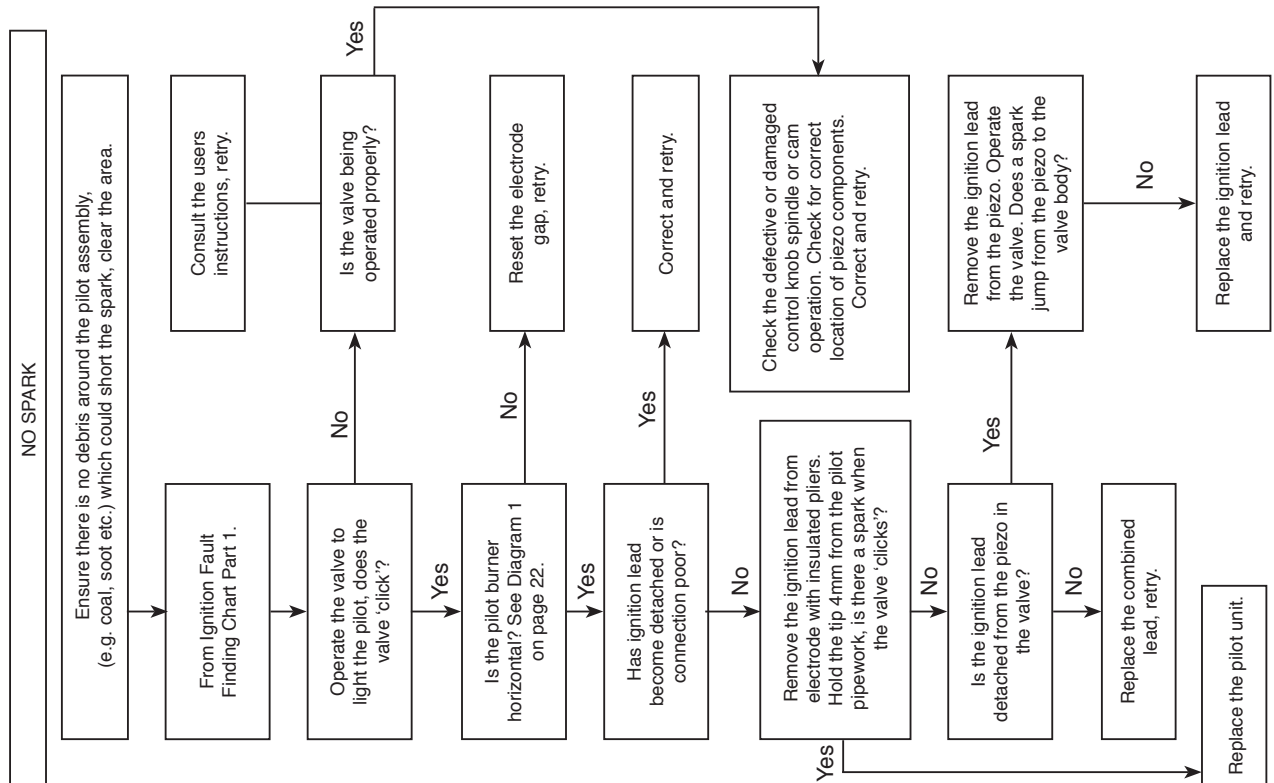 NO SPARK
Ensure there is no debris around the pilot assembly,
(e.g. coal, soot etc.) which could short the spark, clear the area.
From Ignition Fault
Finding Chart Part 1.
Consult the users
instructions, retry.
Operate the valve to
light the pilot, does the
valve 'click'?
No
Is the valve being
operated properly?
Yes
Yes
Is the pilot burner
horizontal? See Diagram 1
on page 22.
No
Reset the electrode
gap, retry.
Yes
Has ignition lead
become detached or is
connection poor?
Yes
Correct and retry.
No
Remove the ignition lead from
electrode with insulated pliers.
Hold the tip 4mm from the pilot
pipework, is there a spark when
the valve 'clicks'?
Check the defective or damaged
control knob spindle or cam
operation. Check for correct
location of piezo components.
Correct and retry.
Yes
No
Is the ignition lead
detached from the piezo in
the valve?
Yes
Remove the ignition lead
from the piezo. Operate
the valve. Does a spark
jump from the piezo to the
valve body?
No
No
Replace the combined
lead, retry.
Replace the ignition lead
and retry.
Replace the pilot unit.